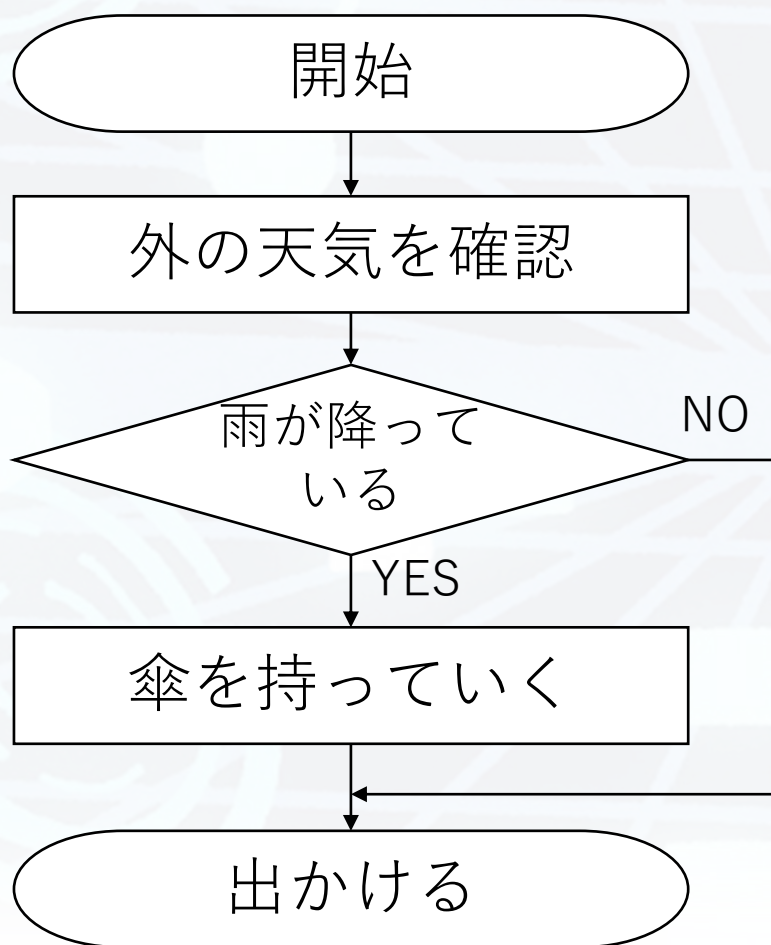 開始
外の天気を確認
雨が降って
いる
NO
YES
傘を持っていく
出かける